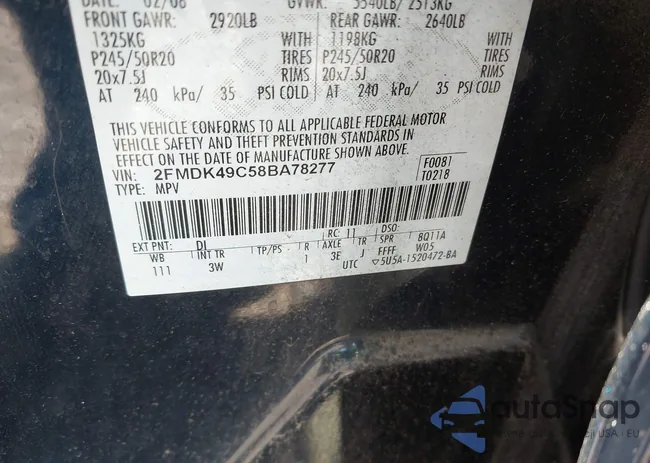 DATE: 02/08 GVWR: 5540LB/ 2513KG
FRONT GAWR: 2920LB REAR GAWR: 2640LB
1325KG WITH 1198KG WITH
P245/50R20 TIRES P245/50R20 TIRES
20x7.5J RIMS 20x7.5J RIMS
AT 240 kPa/ 35 PSI COLD AT 240 kPa/ 35 PSI COLD
THIS VEHICLE CONFORMS TO ALL APPLICABLE FEDERAL MOTOR
VEHICLE SAFETY AND THEFT PREVENTION STANDARDS IN
EFFECT ON THE DATE OF MANUFACTURE SHOWN ABOVE.
VIN: 2FMDK49C58BA78277 F0081
TYPE: MPV T0218
EXT PNT: DI RC: 11 DSO:
WB INT TR TP/PS R AXLE TR SPR BQ11A
111 3W 1 3E J FFFF W05
UTC 5U5A-1520472-BA
autoSnap
USA i EU